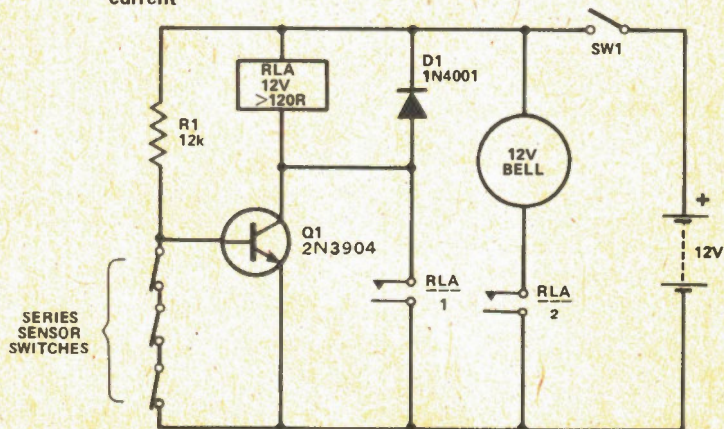 current
SW1
RLA
12V
>120R
D1
1N4001
R1
12k
12V
BELL
+
Q1
2N3904
12V
RLA
1
RLA
2
SERIES
SENSOR
SWITCHES